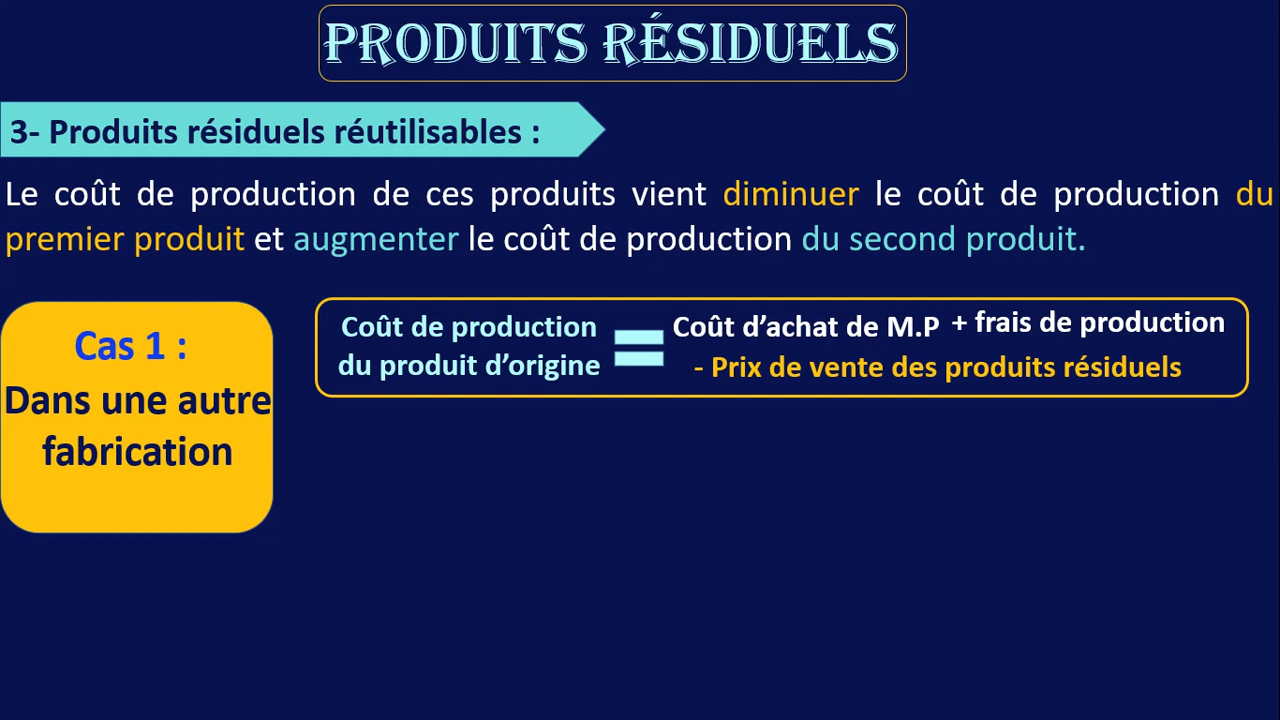 PRODUITS RÉSIDUELS
3- Produits résiduels réutilisables :
Le coût de production de ces produits vient diminuer le coût de production du
premier produit et augmenter le coût de production du second produit.
Cas 1 :
Dans une autre
fabrication
Coût de production
du produit d’origine
=
Coût d’achat de M.P + frais de production
- Prix de vente des produits résiduels